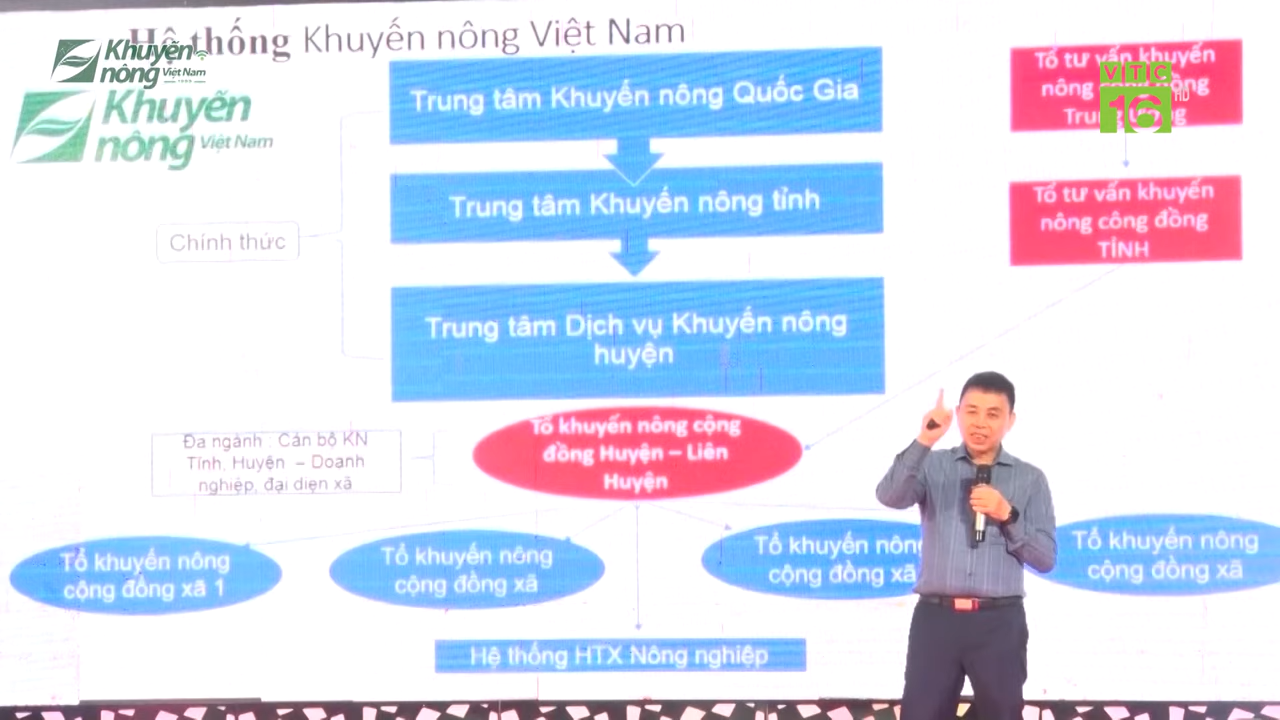 Hệ thống Khuyến nông Việt Nam
Khuyến
nông Việt Nam
Khuyến
nông Việt Nam
Trung tâm Khuyến nông Quốc Gia
Tổ tư vấn khuyến
nông cộng đồng
Trung ương
VTC
16 HD
Trung tâm Khuyến nông tỉnh
Tổ tư vấn khuyến
nông công đồng
TỈNH
Chính thức
Trung tâm Dịch vụ Khuyến nông
huyện
Tổ khuyến nông cộng
đồng Huyện – Liên
Huyện
Đa ngành : Cán bộ KN
Tỉnh, Huyện – Doanh
nghiệp, đại diện xã
Tổ khuyến nông
cộng đồng xã 1
Tổ khuyến nông
cộng đồng xã
Tổ khuyến nông
cộng đồng xã
Tổ khuyến nông
cộng đồng xã
Hệ thống HTX Nông nghiệp